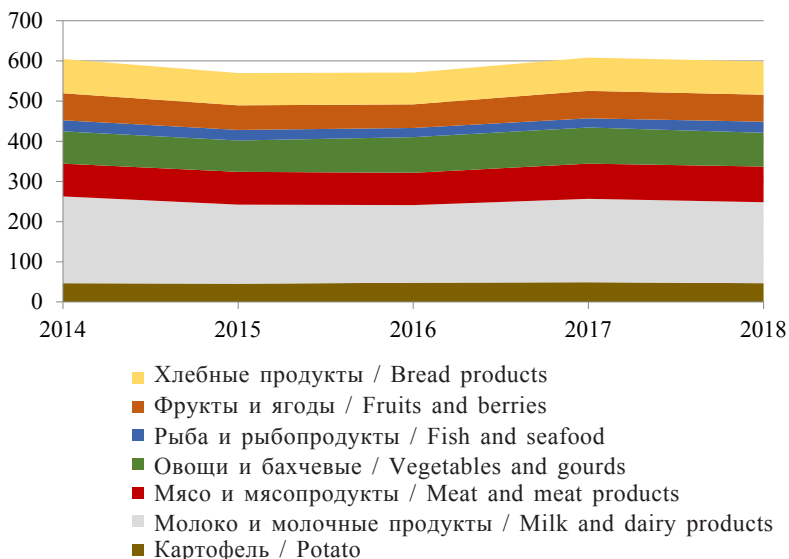 700
600
500
400
300
200
100
0
2014 2015 2016 2017 2018
Хлебные продукты / Bread products
Фрукты и ягоды / Fruits and berries
Рыба и рыбопродукты / Fish and seafood
Овощи и бахчевые / Vegetables and gourds
Мясо и мясопродукты / Meat and meat products
Молоко и молочные продукты / Milk and dairy products
Картофель / Potato